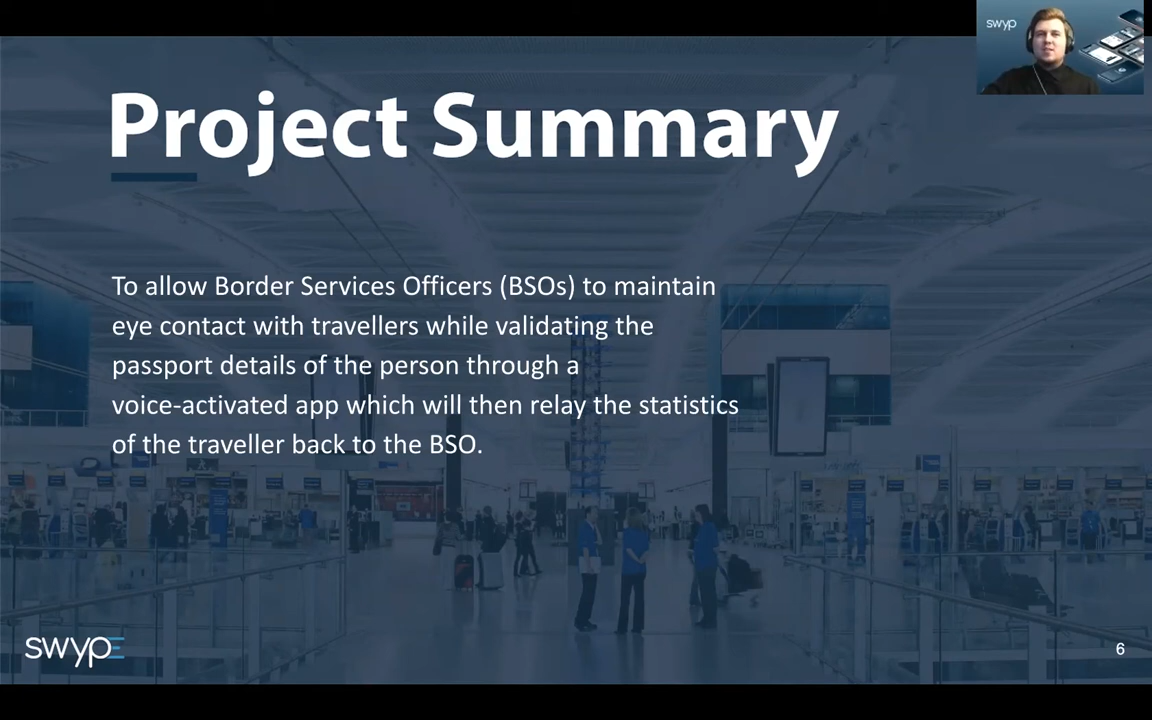 swyp
Project Summary
To allow Border Services Officers (BSOs) to maintain
eye contact with travellers while validating the
passport details of the person through a
voice-activated app which will then relay the statistics
of the traveller back to the BSO.
swype
6